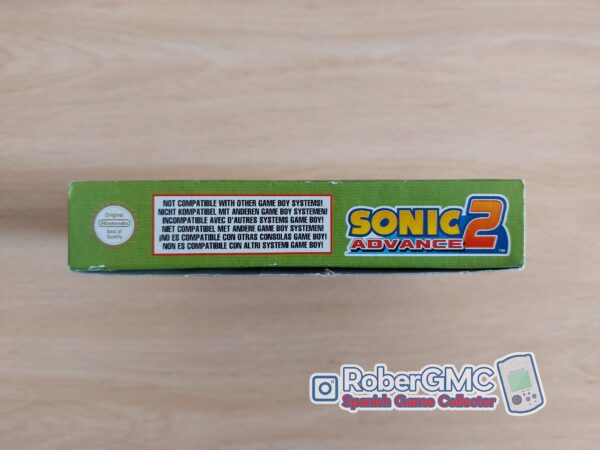 Original
Nintendo
Seal of
Quality
NOT COMPATIBLE WITH OTHER GAME BOY SYSTEMS!
NICHT KOMPATIBEL MIT ANDEREN GAME BOY SYSTEMEN!
INCOMPATIBLE AVEC D'AUTRES SYSTEMS GAME BOY!
NIET COMPATIBEL MET ANDERE GAME BOY SYSTEMEN!
¡NO ES COMPATIBLE CON OTRAS CONSOLAS GAME BOY!
NON ES COMPATIBILE CON ALTRI SYSTEMI GAME BOY!
SONIC 2
ADVANCE
TM
RoberGMC
Spanish Game Collector